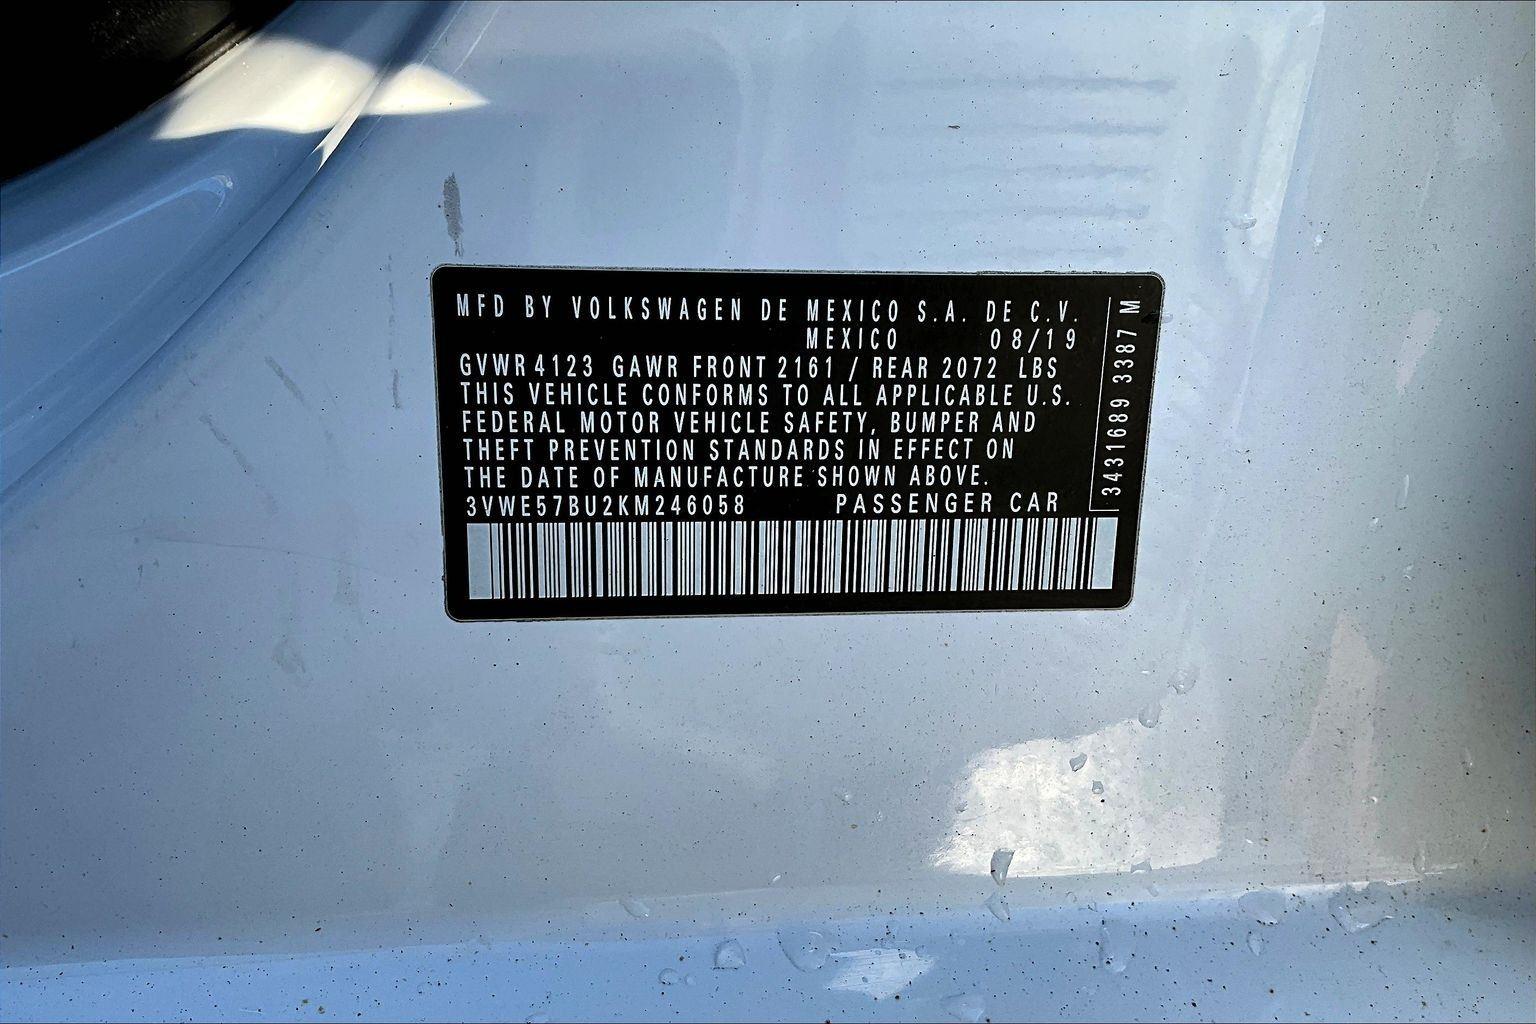 MFD BY VOLKSWAGEN DE MEXICO S.A. DE C.V.
MEXICO 08/19
GVWR 4123 GAWR FRONT 2161 / REAR 2072 LBS
THIS VEHICLE CONFORMS TO ALL APPLICABLE U.S.
FEDERAL MOTOR VEHICLE SAFETY, BUMPER AND
THEFT PREVENTION STANDARDS IN EFFECT ON
THE DATE OF MANUFACTURE SHOWN ABOVE.
3VWE57BU2KM246058 PASSENGER CAR
3431689 3387 M